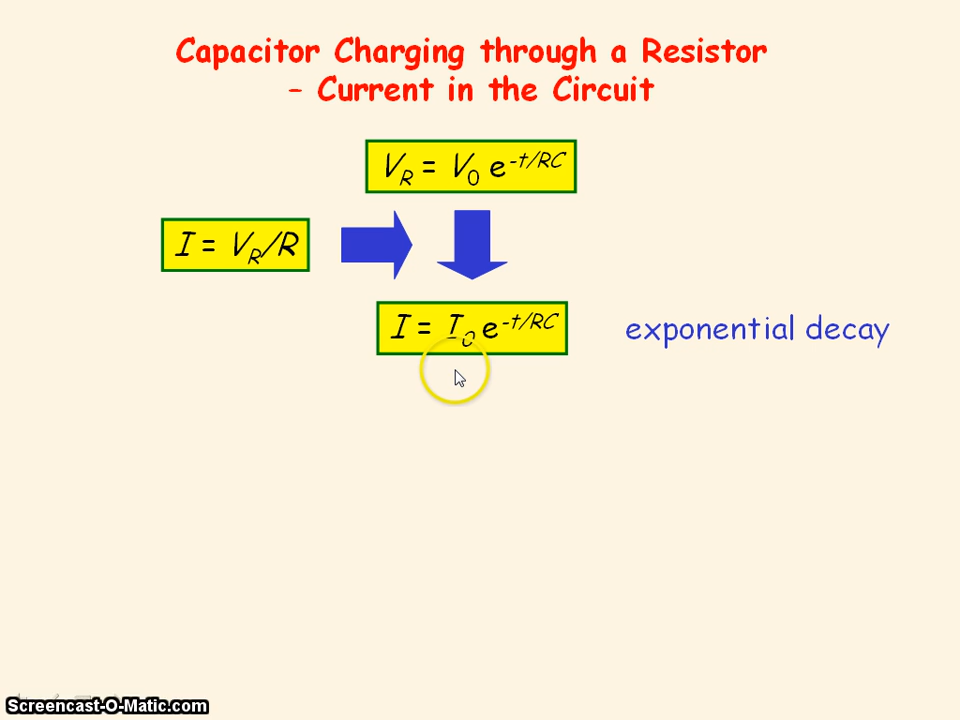 Capacitor Charging through a Resistor
– Current in the Circuit
V_R = V_0 e^-t/RC
I = V_R/R
I = I_0 e^-t/RC
exponential decay
Screencast-O-Matic.com